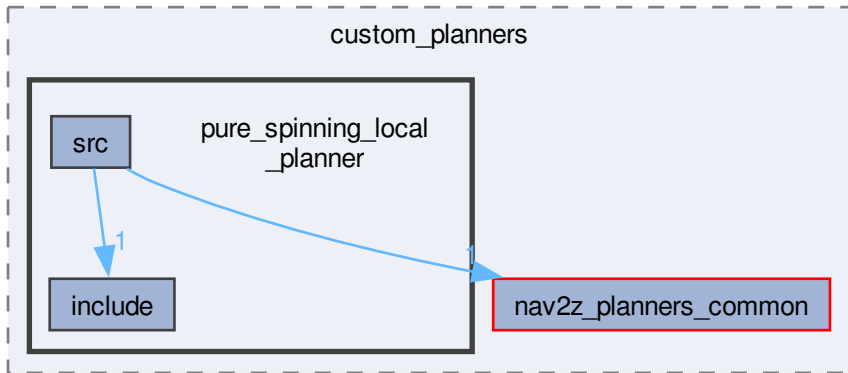 custom_planners
pure_spinning_local
_planner
src
1
1
include
nav2z_planners_common